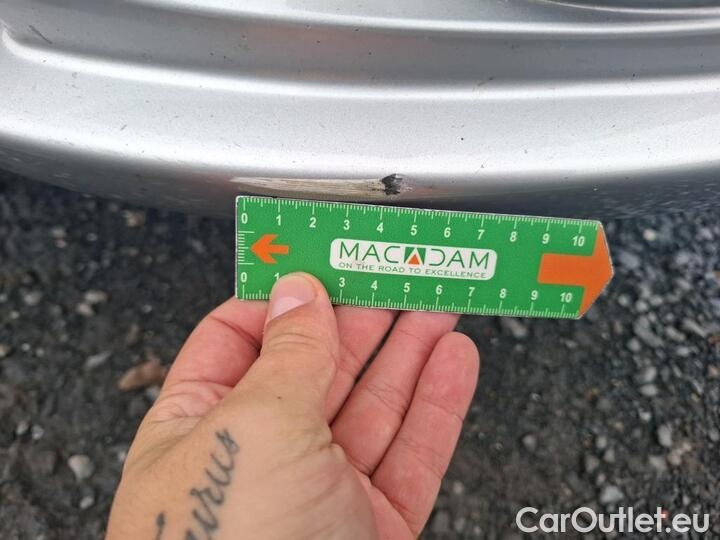 0 1 2 3 4 5 6 7 8 9 10
MACADAM
ON THE ROAD TO EXCELLENCE
0 1 3 4 5 6 7 8 9 10
CarOutlet.eu